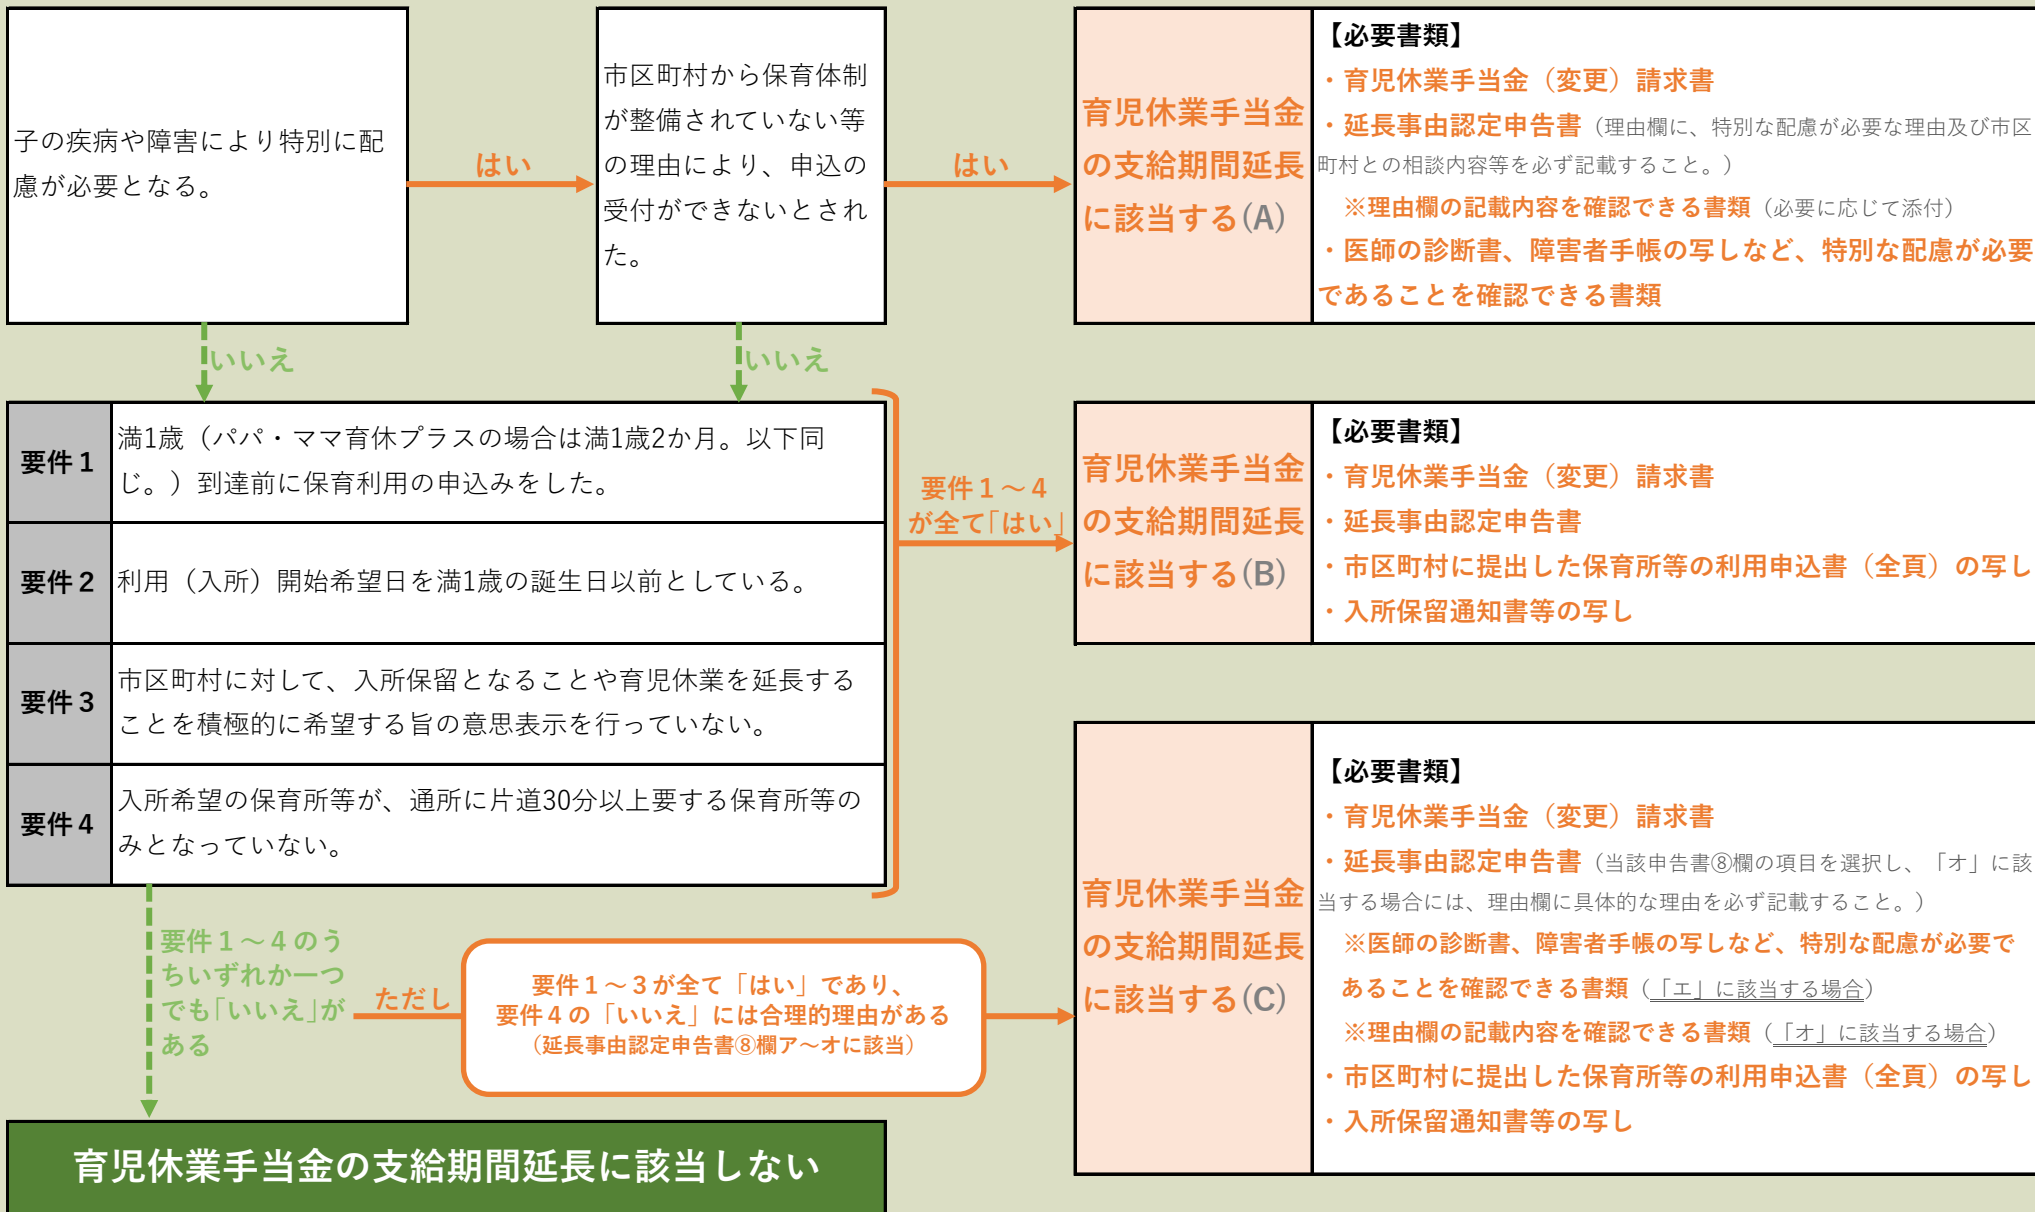 子の疾病や障害により特別に配
慮が必要となる。
はい
市区町村から保育体制
が整備されていない等
の理由により、申込の
受付ができないとされ
た。
はい
育児休業手当金
の支給期間延長
に該当する(A)
【必要書類】
・育児休業手当金（変更）請求書
・延長事由認定申告書（理由欄に、特別な配慮が必要な理由及び市区
町村との相談内容等を必ず記載すること。）
※理由欄の記載内容を確認できる書類（必要に応じて添付）
・医師の診断書、障害者手帳の写しなど、特別な配慮が必要
であることを確認できる書類
いいえ
いいえ
要件１
満1歳（パパ・ママ育休プラスの場合は満1歳2か月。以下同
じ。）到達前に保育利用の申込みをした。
要件２
利用（入所）開始希望日を満1歳の誕生日以前としている。
要件３
市区町村に対して、入所保留となることや育児休業を延長する
ことを積極的に希望する旨の意思表示を行っていない。
要件４
入所希望の保育所等が、通所に片道30分以上要する保育所等の
みとなっていない。
要件１～４
が全て「はい」
育児休業手当金
の支給期間延長
に該当する(B)
【必要書類】
・育児休業手当金（変更）請求書
・延長事由認定申告書
・市区町村に提出した保育所等の利用申込書（全頁）の写し
・入所保留通知書等の写し
要件１～４のう
ちいずれか一つ
でも「いいえ」が
ある
ただし
要件１～３が全て「はい」であり、
要件４の「いいえ」には合理的理由がある
（延長事由認定申告書⑧欄ア～オに該当）
育児休業手当金
の支給期間延長
に該当する(C)
【必要書類】
・育児休業手当金（変更）請求書
・延長事由認定申告書（当該申告書⑧欄の項目を選択し、「オ」に該
当する場合には、理由欄に具体的な理由を必ず記載すること。）
※医師の診断書、障害者手帳の写しなど、特別な配慮が必要で
あることを確認できる書類（「エ」に該当する場合）
※理由欄の記載内容を確認できる書類（「オ」に該当する場合）
・市区町村に提出した保育所等の利用申込書（全頁）の写し
・入所保留通知書等の写し
育児休業手当金の支給期間延長に該当しない